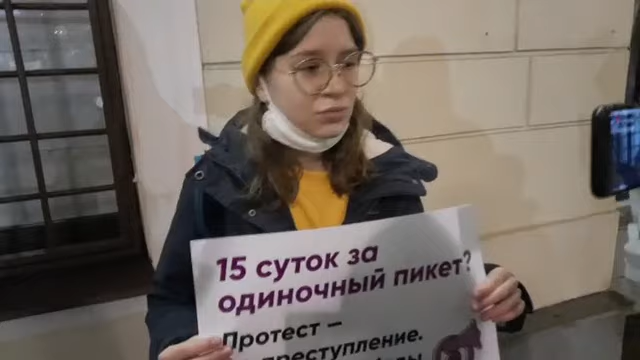 15 суток за
одиночный пикет?
Протест —
преступление.